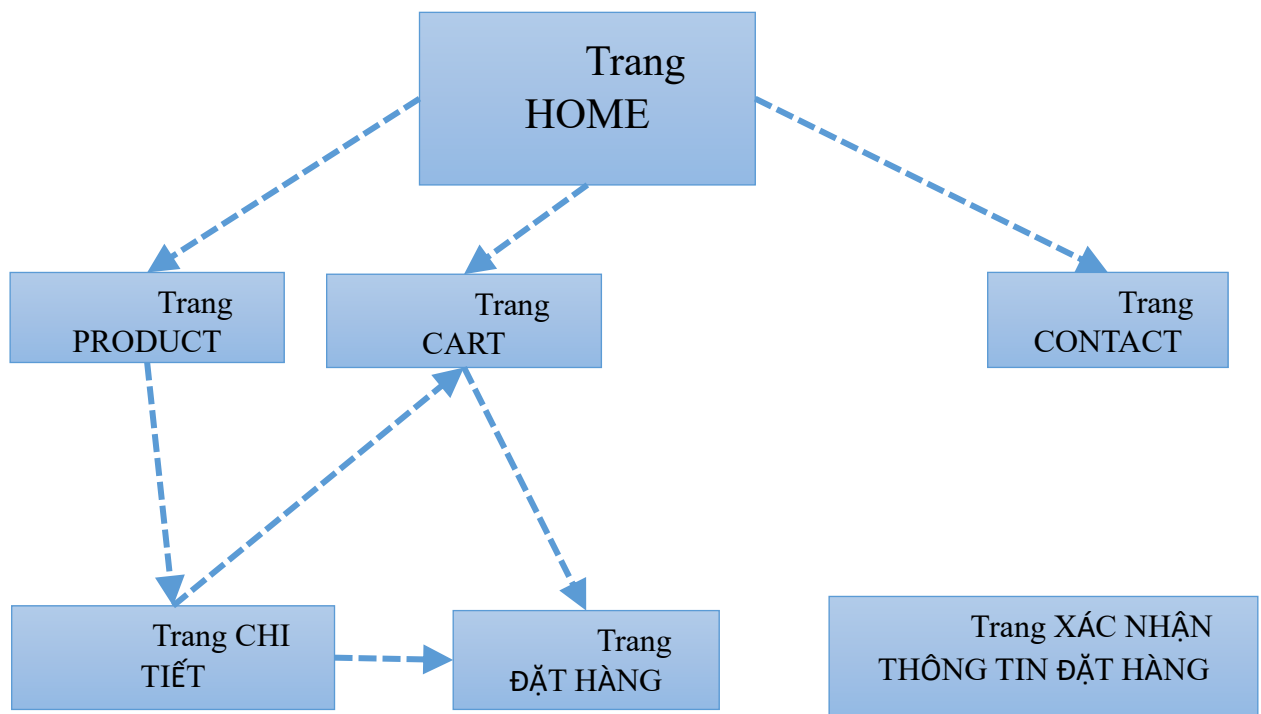 Trang
HOME
Trang
PRODUCT
Trang
CART
Trang
CONTACT
Trang CHI
TIẾT
Trang
ĐẶT HÀNG
Trang XÁC NHẬN
THÔNG TIN ĐẶT HÀNG